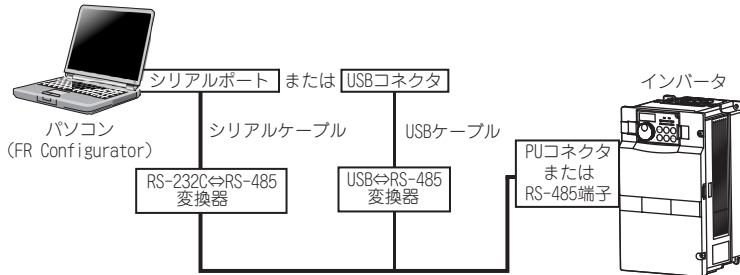 シリアルポート または USBコネクタ
インバータ
パソコン
(FR Configurator)
シリアルケーブル
USBケーブル
RS-232C⇔RS-485
変換器
USB⇔RS-485
変換器
PUコネクタ
または
RS-485端子